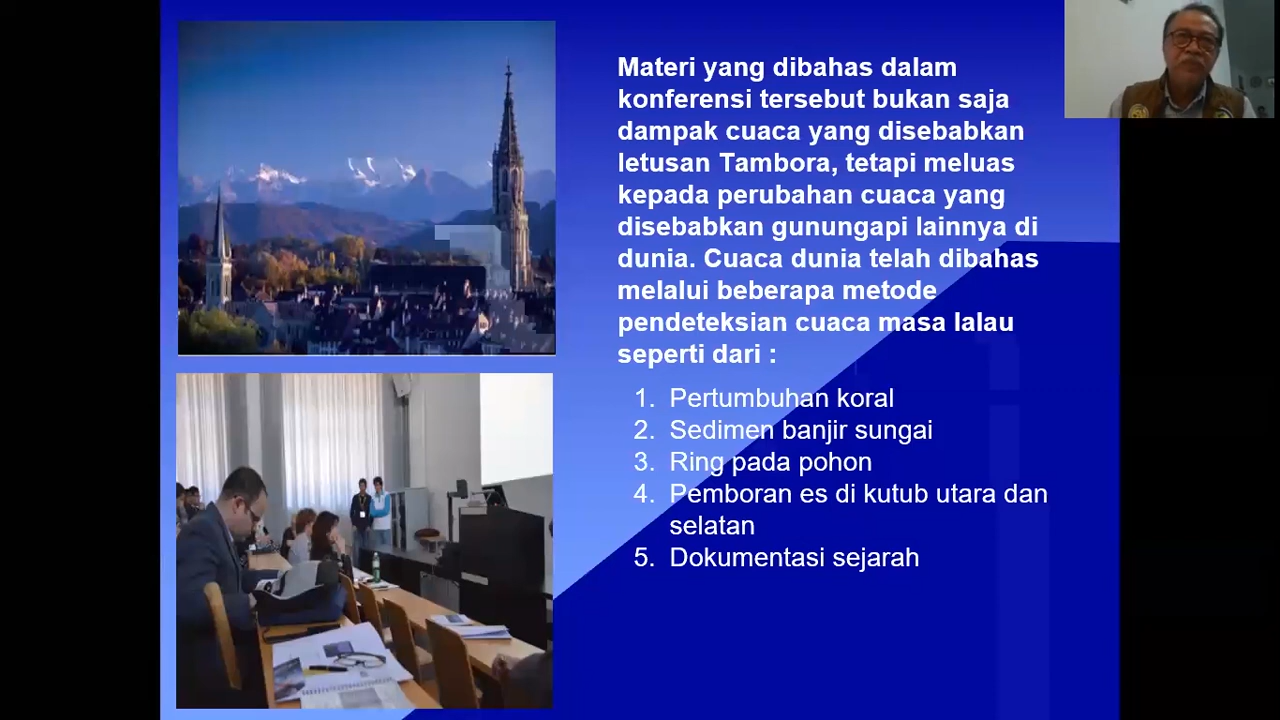 Materi yang dibahas dalam
konferensi tersebut bukan saja
dampak cuaca yang disebabkan
letusan Tambora, tetapi meluas
kepada perubahan cuaca yang
disebabkan gunungapi lainnya di
dunia. Cuaca dunia telah dibahas
melalui beberapa metode
pendeteksian cuaca masa lalau
seperti dari :
1. Pertumbuhan koral
2. Sedimen banjir sungai
3. Ring pada pohon
4. Pemboran es di kutub utara dan
selatan
5. Dokumentasi sejarah